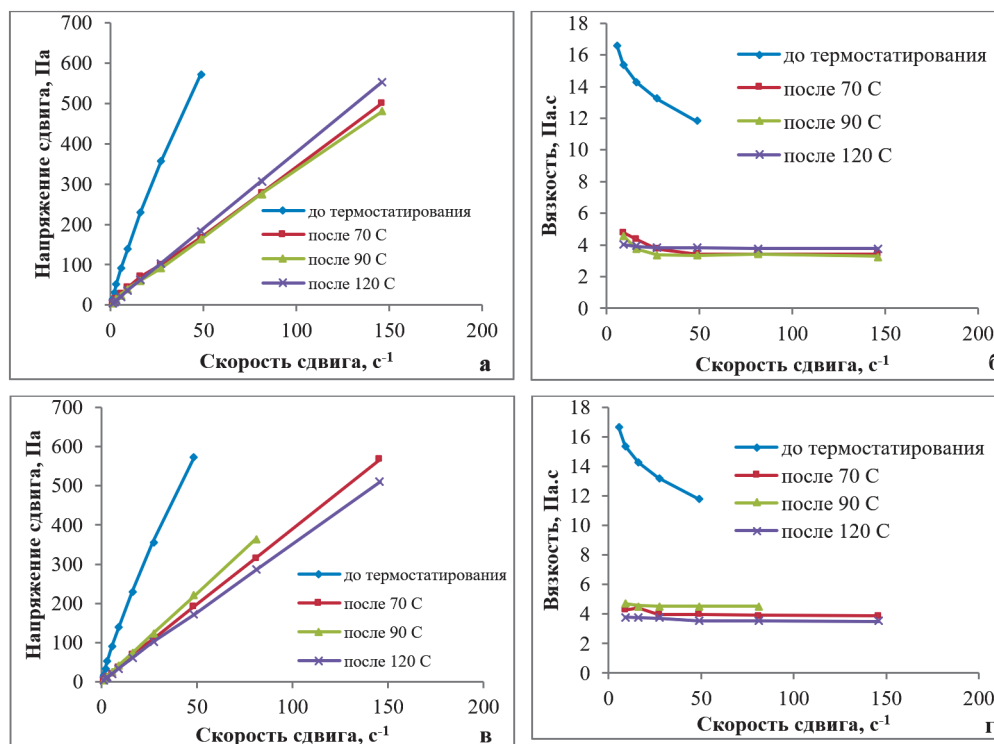 700
600
500
400
300
200
100
0
Напряжение сдвига, Па
до термостатирования
после 70 С
после 90 С
после 120 С
0 50 100 150 200
Скорость сдвига, с-1
а
18
16
14
12
10
8
6
4
2
0
Вязкость, Па.с
до термостатирования
после 70 С
после 90 С
после 120 С
0 50 100 150 200
Скорость сдвига, с-1
б
700
600
500
400
300
200
100
0
Напряжение сдвига, Па
до термостатирования
после 70 С
после 90 С
после 120 С
0 50 100 150 200
Скорость сдвига, с-1
в
18
16
14
12
10
8
6
4
2
0
Вязкость, Па.с
до термостатирования
после 70 С
после 90 С
после 120 С
0 50 100 150 200
Скорость сдвига, с-1
г